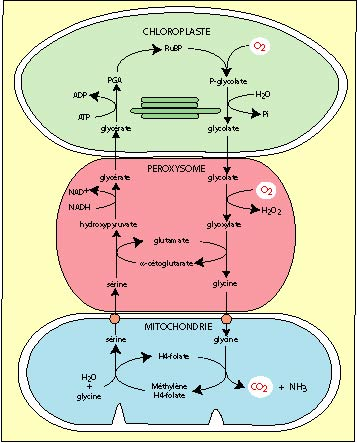 CHLOROPLASTE
RuBP
O2
PGA
P-glycolate
ADP
H2O
ATP
Pi
glycérate
glycolate
PEROXYSOME
glycérate
glycolate
NAD+
O2
NADH
H2O2
hydroxypyruvate
glyoxylate
glutamate
α-cétoglutarate
glycine
sérine
MITOCHONDRIE
sérine
glycine
H4-folate
H2O
+
glycine
Méthylène
H4-folate
CO2 + NH3